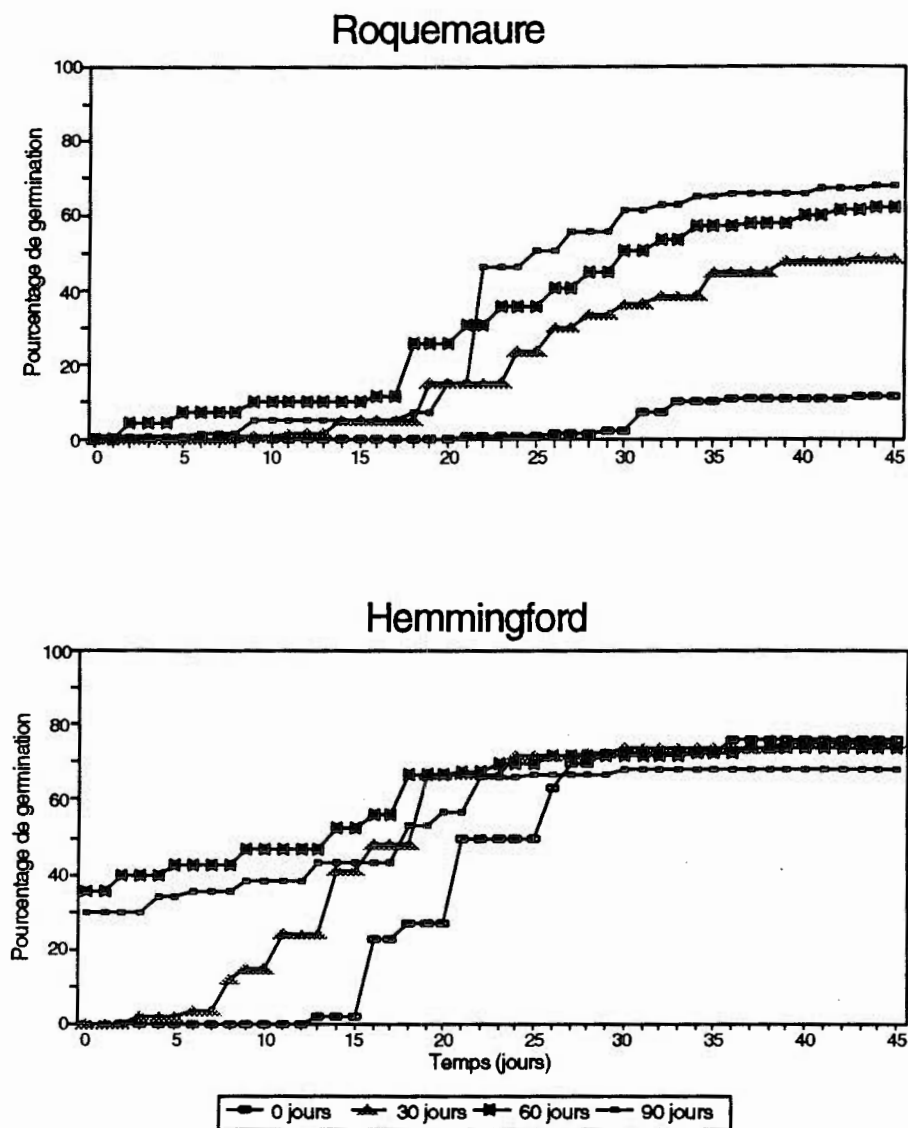 Roquemaure
100
80
60
40
20
0
Pourcentage de germination
0 5 10 15 20 25 30 35 40 45
Hemmingford
100
80
60
40
20
0
Pourcentage de germination
0 5 10 15 20 25 30 35 40 45
Temps (jours)
0 jours 30 jours 60 jours 90 jours